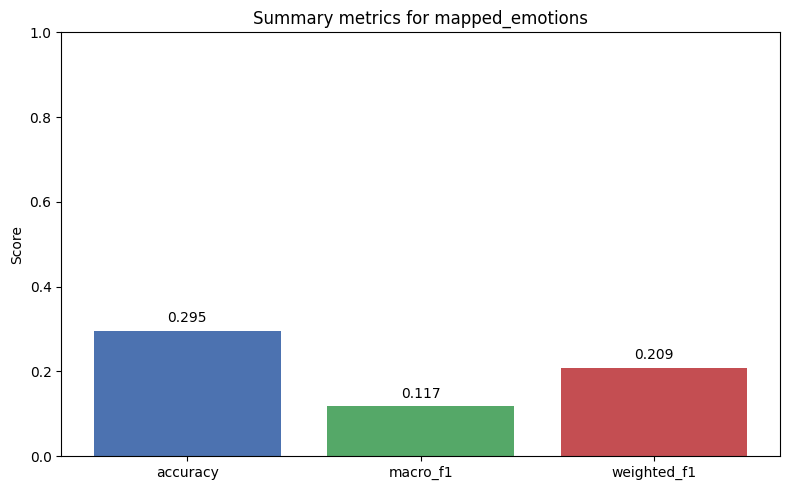 Summary metrics for mapped_emotions
1.0
0.8
0.6
0.4
0.2
0.0
Score
0.295
0.117
0.209
accuracy
macro_f1
weighted_f1